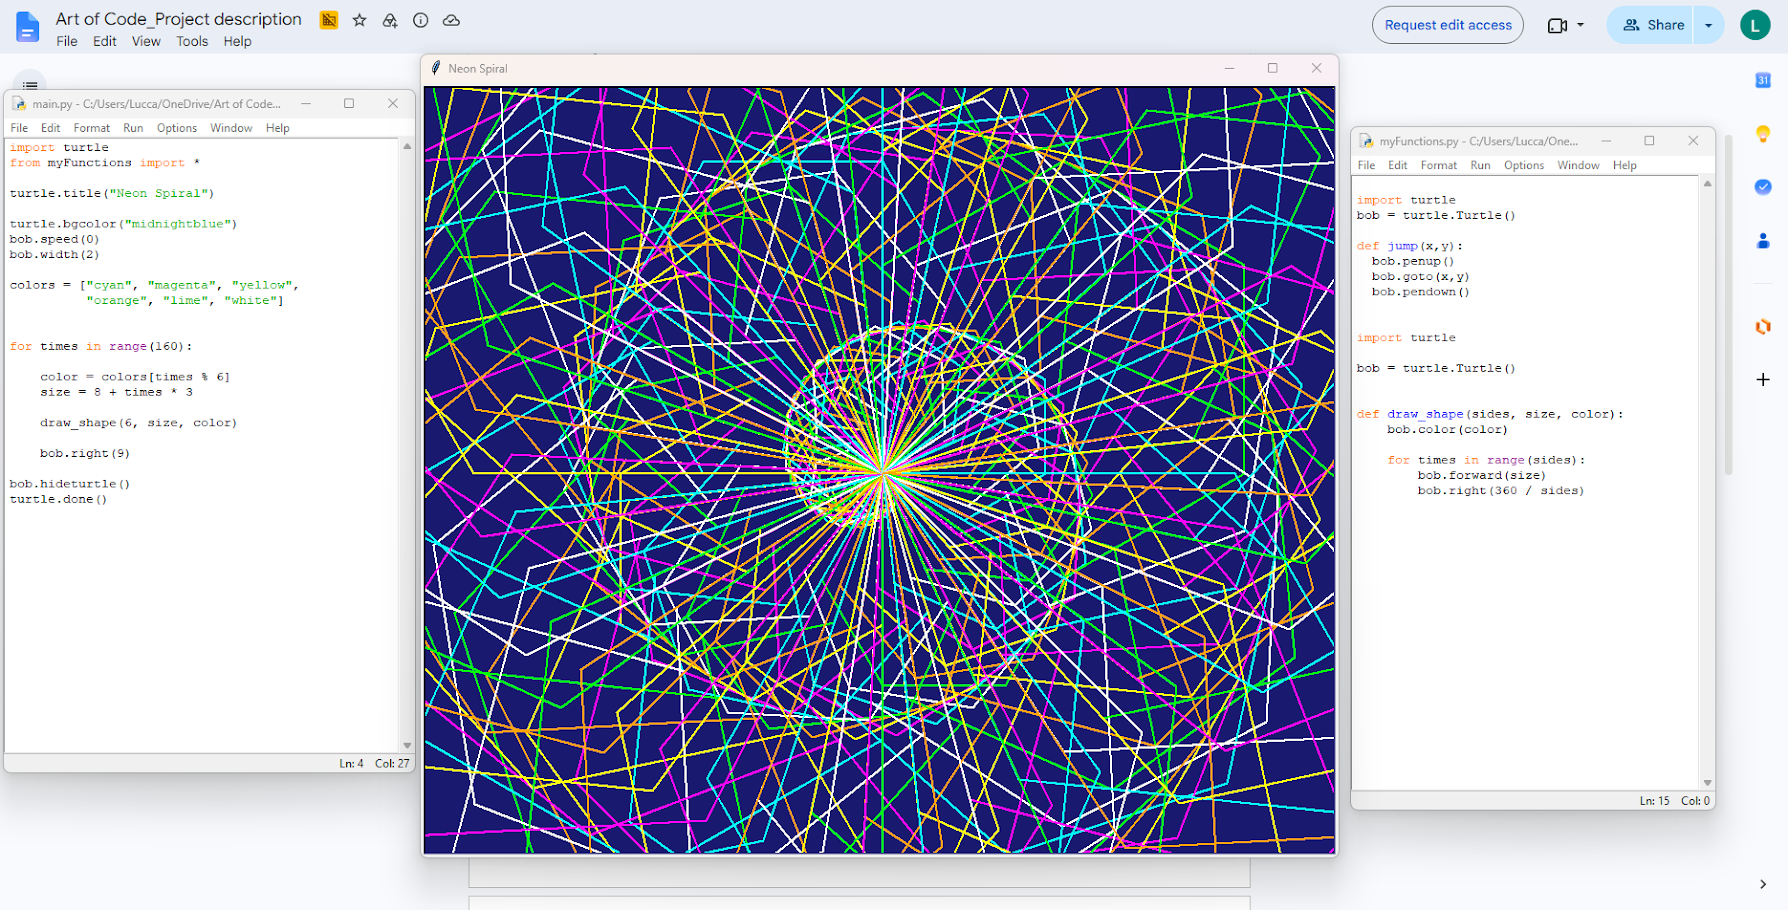 Art of Code_Project description
File Edit View Tools Help
Request edit access
Share
L
main.py - C:/Users/Lucca/OneDrive/Art of Code...
File Edit Format Run Options Window Help
import turtle
from myFunctions import *
turtle.title("Neon Spiral")
turtle.bgcolor("midnightblue")
bob.speed(0)
bob.width(2)
colors = ["cyan", "magenta", "yellow",
"orange", "lime", "white"]
for times in range(160):
color = colors[times % 6]
size = 8 + times * 3
draw_shape(6, size, color)
bob.right(9)
bob.hideturtle()
turtle.done()
Ln: 4 Col: 27
Neon Spiral
myFunctions.py - C:/Users/Lucca/One...
File Edit Format Run Options Window Help
import turtle
bob = turtle.Turtle()
def jump(x,y):
bob.penup()
bob.goto(x,y)
bob.pendown()
import turtle
bob = turtle.Turtle()
def draw_shape(sides, size, color):
bob.color(color)
for times in range(sides):
bob.forward(size)
bob.right(360 / sides)
Ln: 15 Col: 0
31